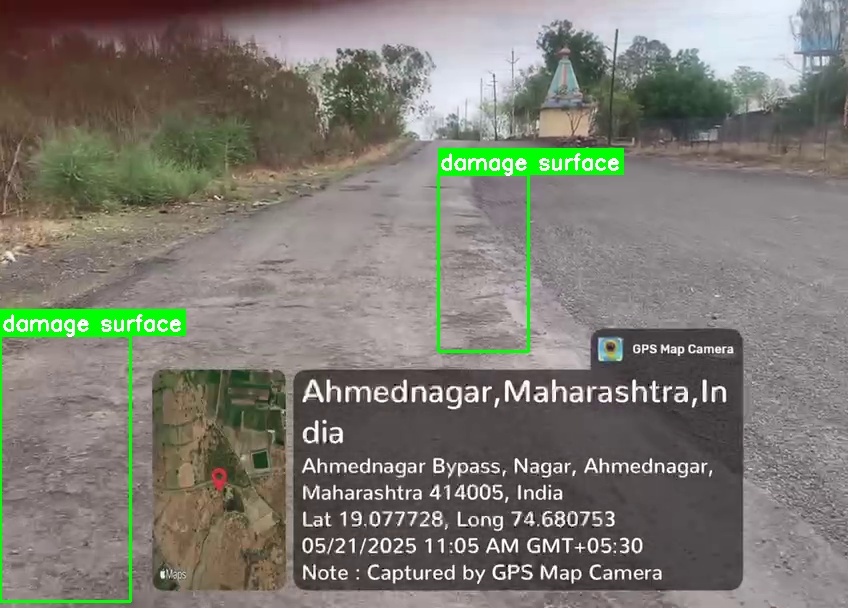 damage surface
damage surface
GPS Map Camera
Ahmednagar,Maharashtra,In
dia
Ahmednagar Bypass, Nagar, Ahmednagar,
Maharashtra 414005, India
Lat 19.077728, Long 74.680753
05/21/2025 11:05 AM GMT+05:30
Note : Captured by GPS Map Camera
Maps